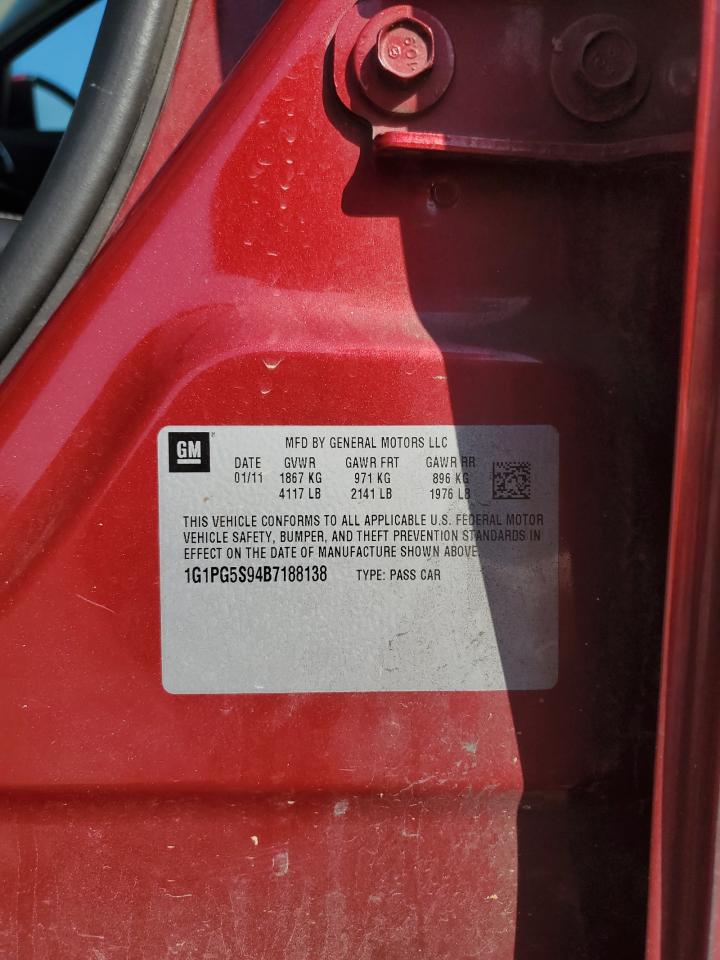 109
GM
MFD BY GENERAL MOTORS LLC
DATE GVWR GAWR FRT GAWR RR
01/11 1867 KG 971 KG 896 KG
4117 LB 2141 LB 1976 LB
THIS VEHICLE CONFORMS TO ALL APPLICABLE U.S. FEDERAL MOTOR
VEHICLE SAFETY, BUMPER, AND THEFT PREVENTION STANDARDS IN
EFFECT ON THE DATE OF MANUFACTURE SHOWN ABOVE.
1G1PG5S94B7188138 TYPE: PASS CAR